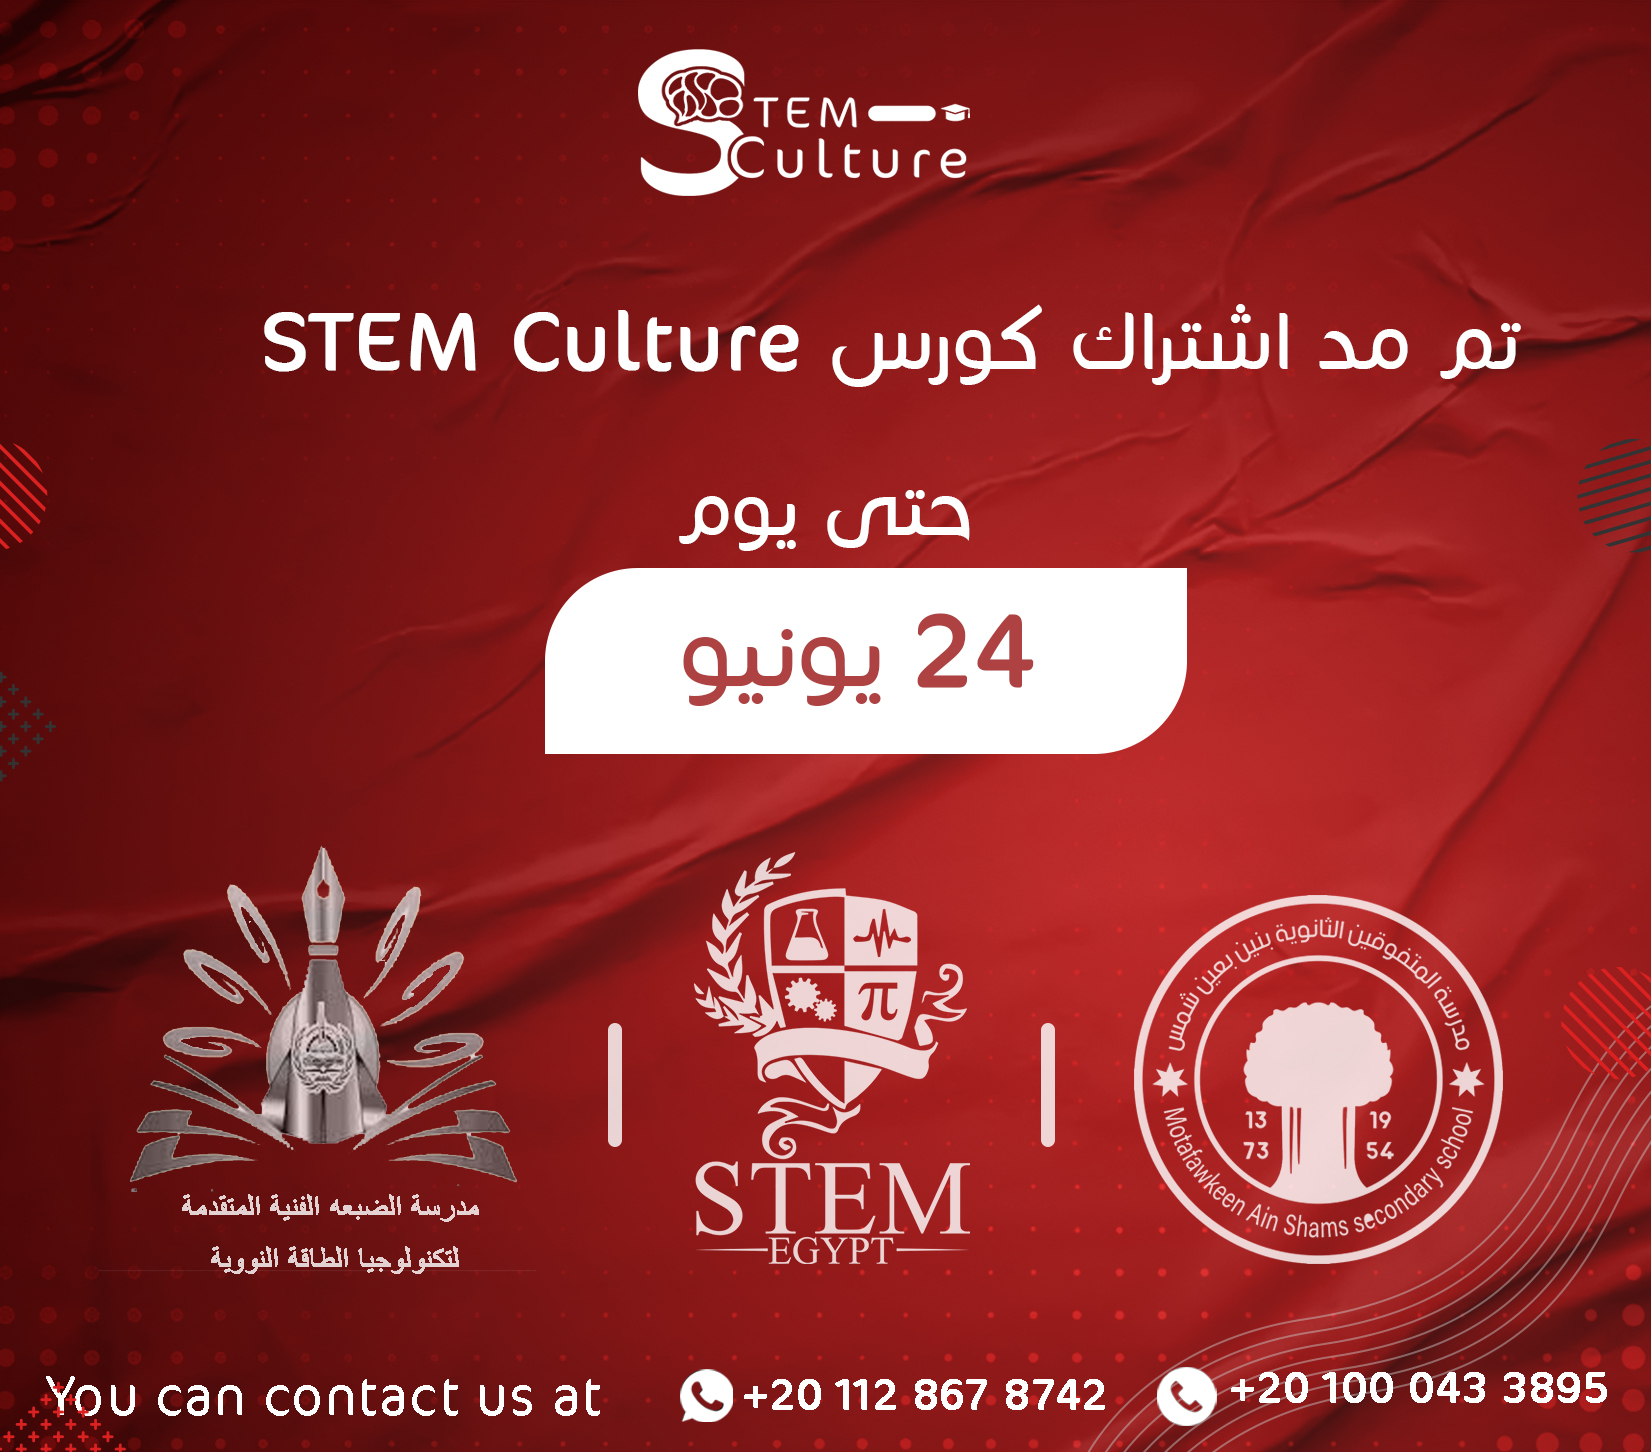 STEM
Culture
تم مد اشتراك كورس STEM Culture
حتى يوم
24 يونيو
مدرسة الضبعه الفنية المتقدمة
لتكنولوجيا الطاقة النووية
π
STEM
EGYPT
مدرسة المتفوقين الثانوية بنين بعين شمس
13 19
73 54
Motafawkeen Ain Shams secondary school
You can contact us at +20 112 867 8742 +20 100 043 3895